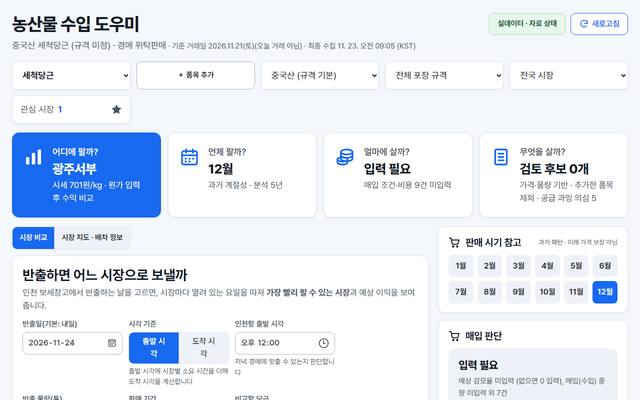 농산물 수입 도우미
실데이터 · 자료 상태
새로고침
중국산 세척당근 (규격 미정) · 경매 위탁판매 · 기준 거래일 2026.11.21(토)(오늘 거래 아님) · 최종 수집 11. 23. 오전 09:05 (KST)
세척당근
+ 품목 추가
중국산 (규격 기본)
전체 포장 규격
전국 시장
관심 시장 1
어디에 팔까?
광주서부
시세 701원/kg · 원가 입력
후 수익 비교
언제 팔까?
12월
과거 계절성 · 분석 5년
얼마에 살까?
입력 필요
매입 조건·비용 9건 미입력
무엇을 살까?
검토 후보 0개
가격·물량 기반 · 추가한 품목
제외 · 공급 과잉 의심 5
시장 비교
시장 지도 · 배차 정보
반출하면 어느 시장으로 보낼까
인천 보세창고에서 반출하는 날을 고르면, 시장마다 열려 있는 요일을 따져 가장 빨리 팔 수 있는 시장과 예상 이익을 보여
줍니다.
반출일(기본: 내일)
2026-11-24
시각 기준
출발 시
각
도착 시
각
출발 시각에 시장별 소요 시간을 더해
도착 시각을 계산합니다
인천항 출발 시각
오후 12:00
저녁 경매에 맞출 수 있는지 판단합니
다
반출 물량(톤)
판매 기간
비교할 당근
판매 시기 참고
과거 패턴 · 미래 가격 보장 아님
1월
2월
3월
4월
5월
6월
7월
8월
9월
10월
11월
12월
매입 판단
입력 필요
예상 감모율 미입력 (없으면 0 입력), 매입(수입) 중
량 미입력 외 7건